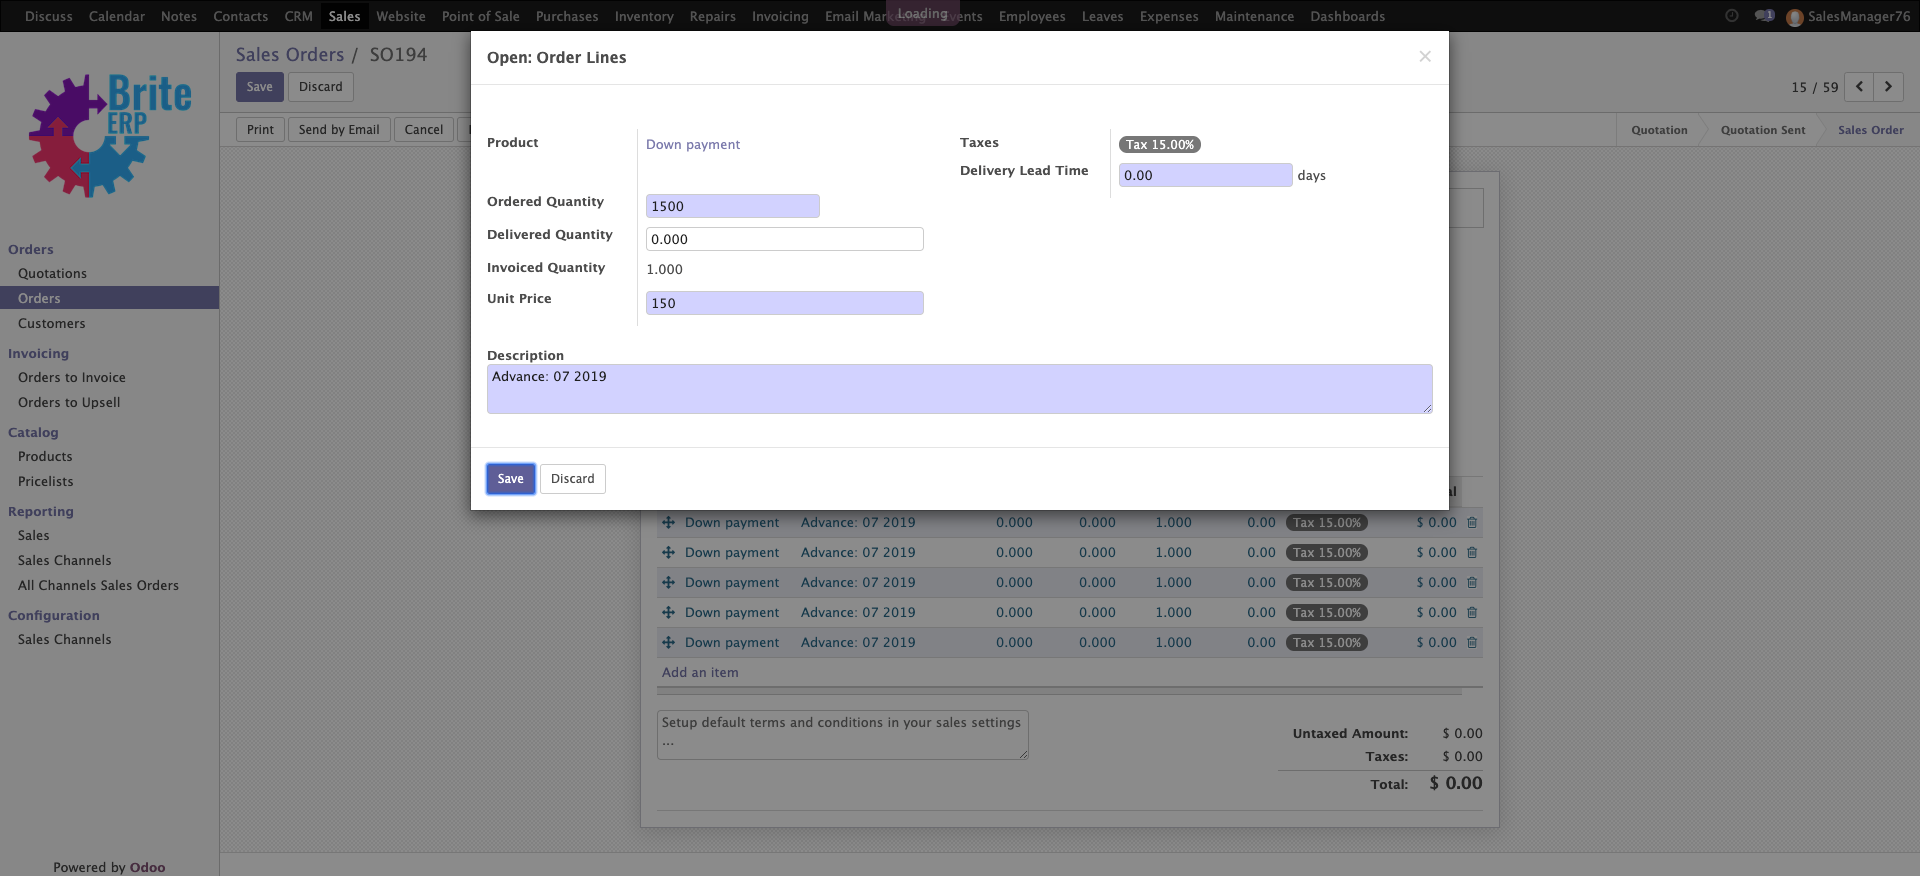 Discuss Calendar Notes Contacts CRM Sales Website Point of Sale Purchases Inventory Repairs Invoicing Email Loading Employees Leaves Expenses Maintenance Dashboards 1 SalesManager76
Brite
ERP
Sales Orders / SO194
Save Discard
15 / 59
Print Send by Email Cancel
Quotation Quotation Sent Sales Order
Orders
Quotations
Orders
Customers
Invoicing
Orders to Invoice
Orders to Upsell
Catalog
Products
Pricelists
Reporting
Sales
Sales Channels
All Channels Sales Orders
Configuration
Sales Channels
Powered by Odoo
Open: Order Lines ×
Product Down payment
Ordered Quantity 1500
Delivered Quantity 0.000
Invoiced Quantity 1.000
Unit Price 150
Taxes Tax 15.00%
Delivery Lead Time 0.00 days
Description
Advance: 07 2019
Save Discard
Down payment Advance: 07 2019 0.000 0.000 1.000 0.00 Tax 15.00% $ 0.00
Down payment Advance: 07 2019 0.000 0.000 1.000 0.00 Tax 15.00% $ 0.00
Down payment Advance: 07 2019 0.000 0.000 1.000 0.00 Tax 15.00% $ 0.00
Down payment Advance: 07 2019 0.000 0.000 1.000 0.00 Tax 15.00% $ 0.00
Down payment Advance: 07 2019 0.000 0.000 1.000 0.00 Tax 15.00% $ 0.00
Add an item
Setup default terms and conditions in your sales settings
...
Untaxed Amount: $ 0.00
Taxes: $ 0.00
Total: $ 0.00